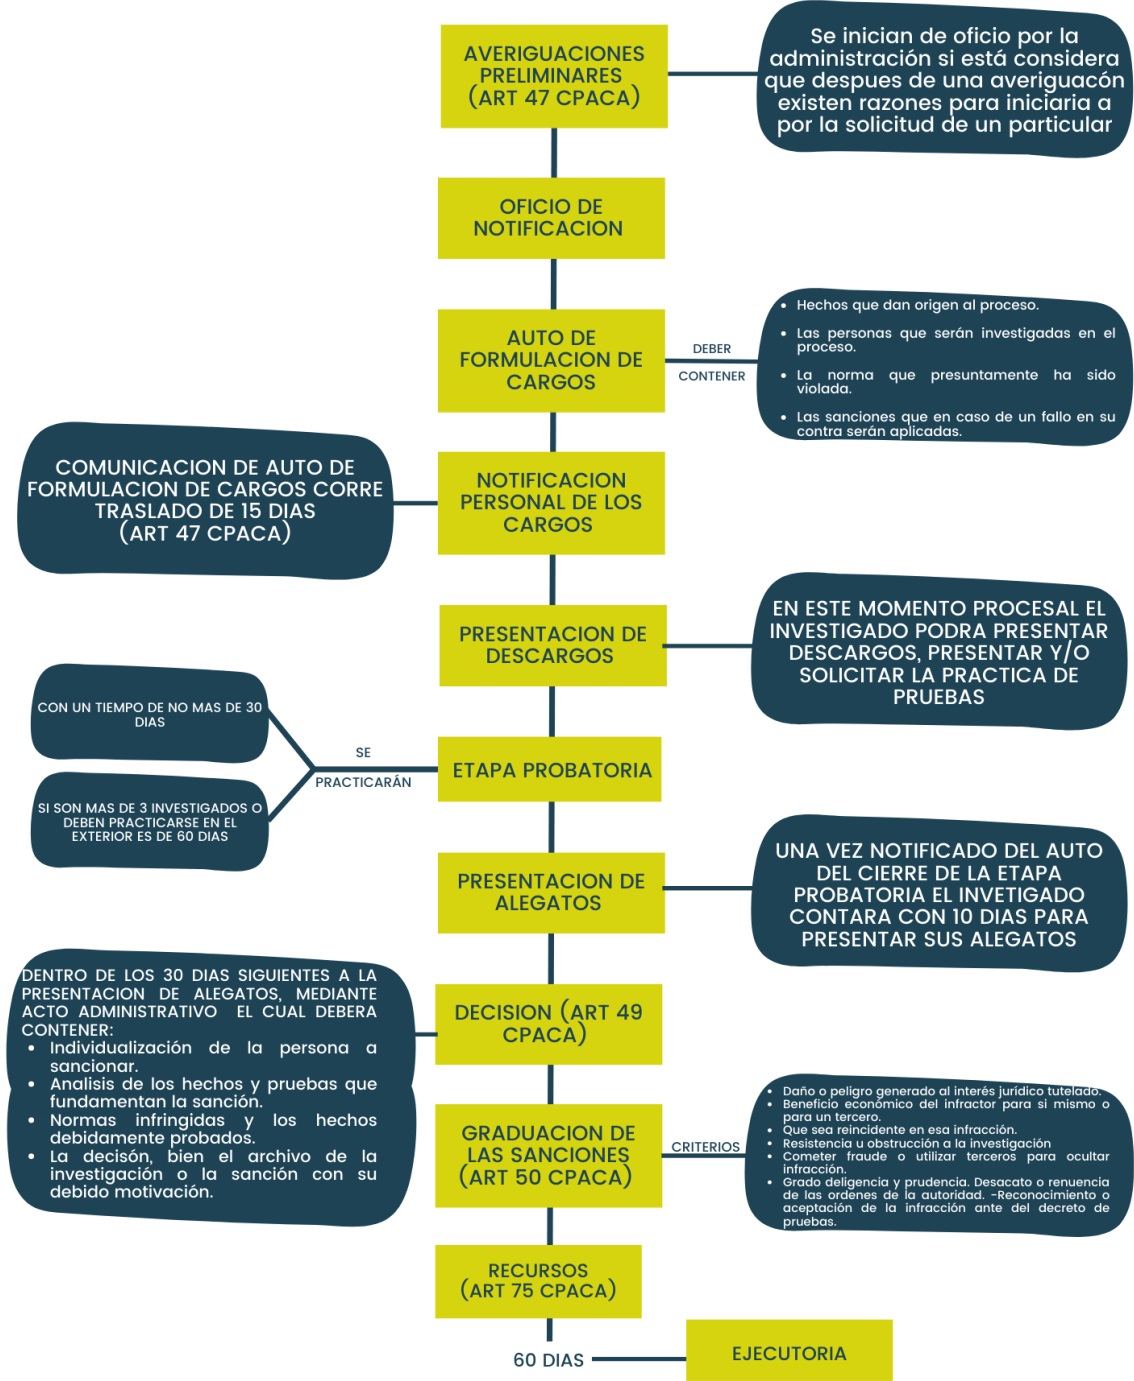 AVERIGUACIONES
PRELIMINARES
(ART 47 CPACA)
Se inician de oficio por la
administración si está considera
que despues de una averiguacón
existen razones para iniciaria a
por la solicitud de un particular
OFICIO DE
NOTIFICACION
AUTO DE
FORMULACION DE
CARGOS
DEBER
CONTENER
• Hechos que dan origen al proceso.
• Las personas que serán investigadas en el
proceso.
• La norma que presuntamente ha sido
violada.
• Las sanciones que en caso de un fallo en su
contra serán aplicadas.
COMUNICACION DE AUTO DE
FORMULACION DE CARGOS CORRE
TRASLADO DE 15 DIAS
(ART 47 CPACA)
NOTIFICACION
PERSONAL DE LOS
CARGOS
PRESENTACION DE
DESCARGOS
EN ESTE MOMENTO PROCESAL EL
INVESTIGADO PODRA PRESENTAR
DESCARGOS, PRESENTAR Y/O
SOLICITAR LA PRACTICA DE
PRUEBAS
CON UN TIEMPO DE NO MAS DE 30
DIAS
SI SON MAS DE 3 INVESTIGADOS O
DEBEN PRACTICARSE EN EL
EXTERIOR ES DE 60 DIAS
SE
PRACTICARÁN
ETAPA PROBATORIA
PRESENTACION DE
ALEGATOS
UNA VEZ NOTIFICADO DEL AUTO
DEL CIERRE DE LA ETAPA
PROBATORIA EL INVETIGADO
CONTARA CON 10 DIAS PARA
PRESENTAR SUS ALEGATOS
DENTRO DE LOS 30 DIAS SIGUIENTES A LA
PRESENTACION DE ALEGATOS, MEDIANTE
ACTO ADMINISTRATIVO EL CUAL DEBERA
CONTENER:
• Individualización de la persona a
sancionar.
• Analisis de los hechos y pruebas que
fundamentan la sanción.
• Normas infringidas y los hechos
debidamente probados.
• La decisón, bien el archivo de la
investigación o la sanción con su
debido motivación.
DECISION (ART 49
CPACA)
GRADUACION DE
LAS SANCIONES
(ART 50 CPACA)
CRITERIOS
• Daño o peligro generado al interés jurídico tutelado.
• Beneficio económico del infractor para si mismo o
para un tercero.
• Que sea reincidente en esa infracción.
• Resistencia u obstrucción a la investigación
• Cometer fraude o utilizar terceros para ocultar
infracción.
• Grado deligencia y prudencia. Desacato o renuencia
de las ordenes de la autoridad. -Reconocimiento o
aceptación de la infracción ante del decreto de
pruebas.
RECURSOS
(ART 75 CPACA)
60 DIAS
EJECUTORIA